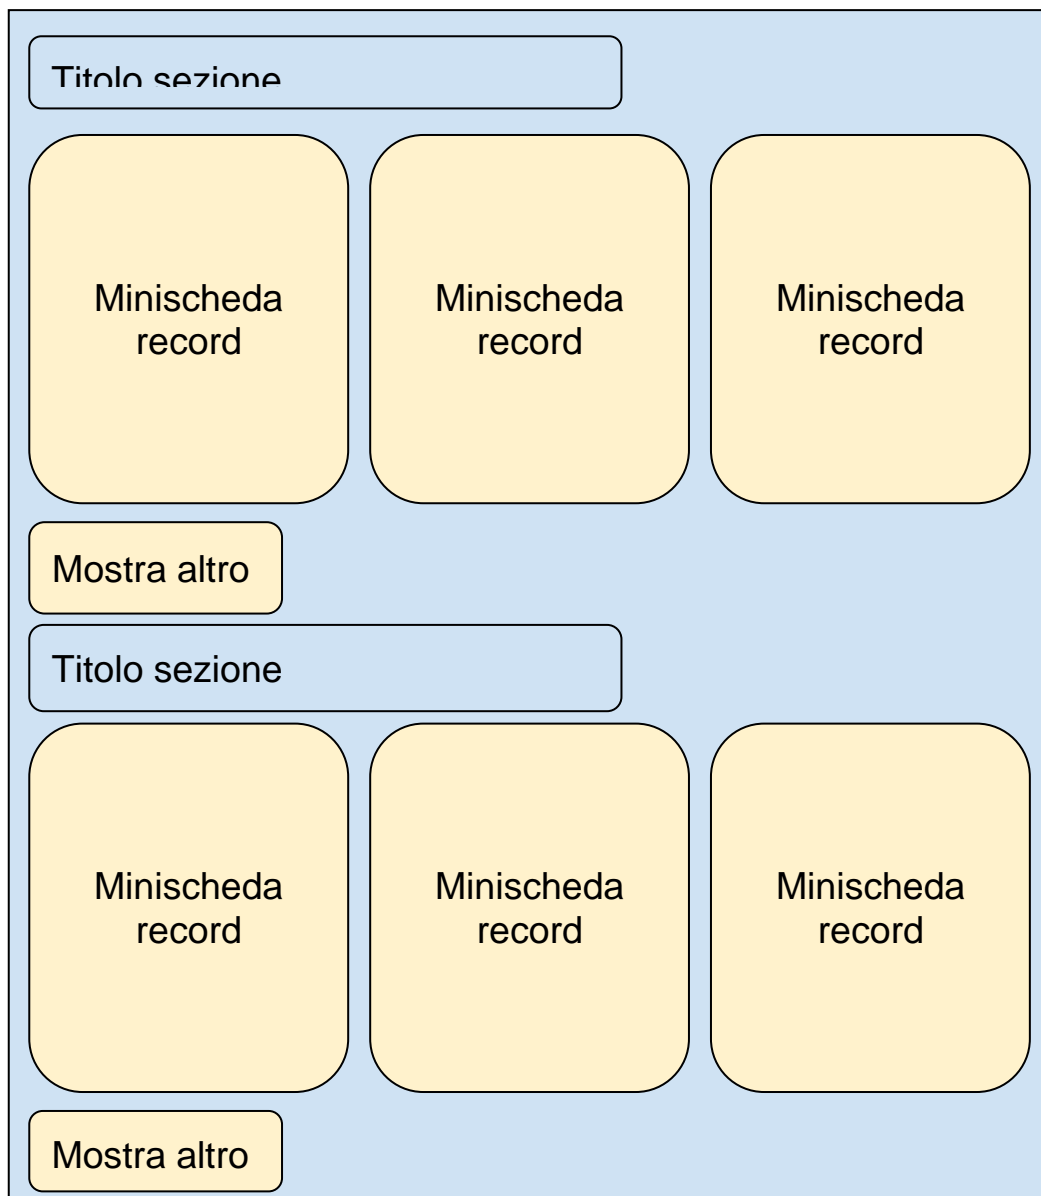 Titolo sezione
Minischeda
record
Minischeda
record
Minischeda
record
Mostra altro
Titolo sezione
Minischeda
record
Minischeda
record
Minischeda
record
Mostra altro